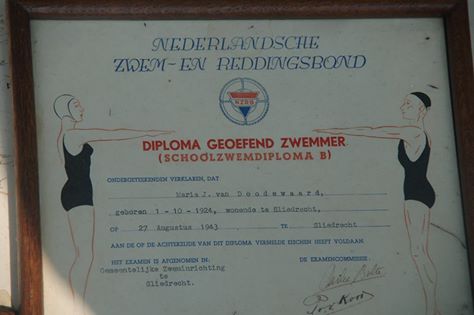 NEDERLANDSCHE
ZWEM- EN REDDINGSBOND
NZRB
DIPLOMA GEOEFEND ZWEMMER
(SCHOOLZWEMDIPLOMA B)
ONDERGETEEKENDEN VERKLAREN, DAT
Maria J. van Doodewaard,
geboren 1-10-1924, wonende te Sliedrecht,
OP 27 Augustus 1943 TE Sliedrecht
AAN DE OP DE ACHTERZIJDE VAN DIT DIPLOMA VERMELDE EISCHEN HEEFT VOLDAAN.
HET EXAMEN IS AFGENOMEN IN: DE EXAMENCOMMISSIE.
Gemeentelijke Zweminrichting
te
Sliedrecht.